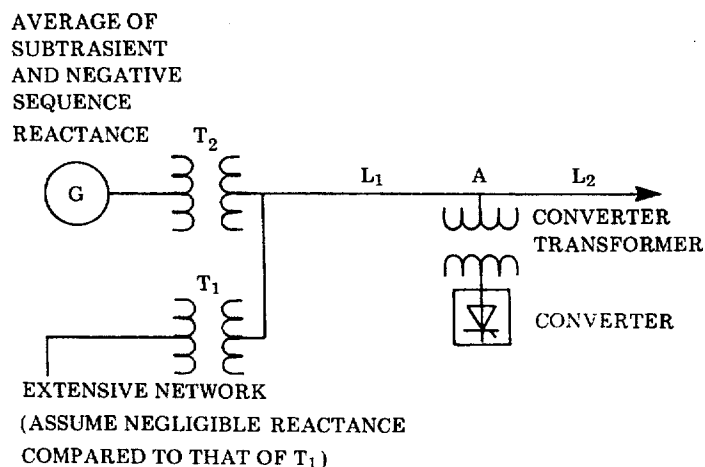 AVERAGE OF
SUBTRASIENT
AND NEGATIVE
SEQUENCE
REACTANCE
T2
G
L1
A
L2
CONVERTER
TRANSFORMER
T1
CONVERTER
EXTENSIVE NETWORK
(ASSUME NEGLIGIBLE REACTANCE
COMPARED TO THAT OF T1)